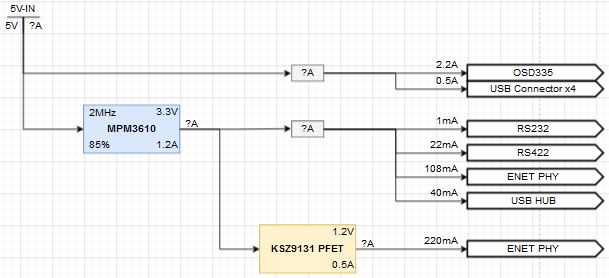 5V-IN
5V ?A
?A
2.2A
OSD335
0.5A
USB Connector x4
2MHz 3.3V
MPM3610
85% 1.2A
?A
?A
1mA
RS232
22mA
RS422
108mA
ENET PHY
40mA
USB HUB
1.2V
KSZ9131 PFET
0.5A
?A
220mA
ENET PHY